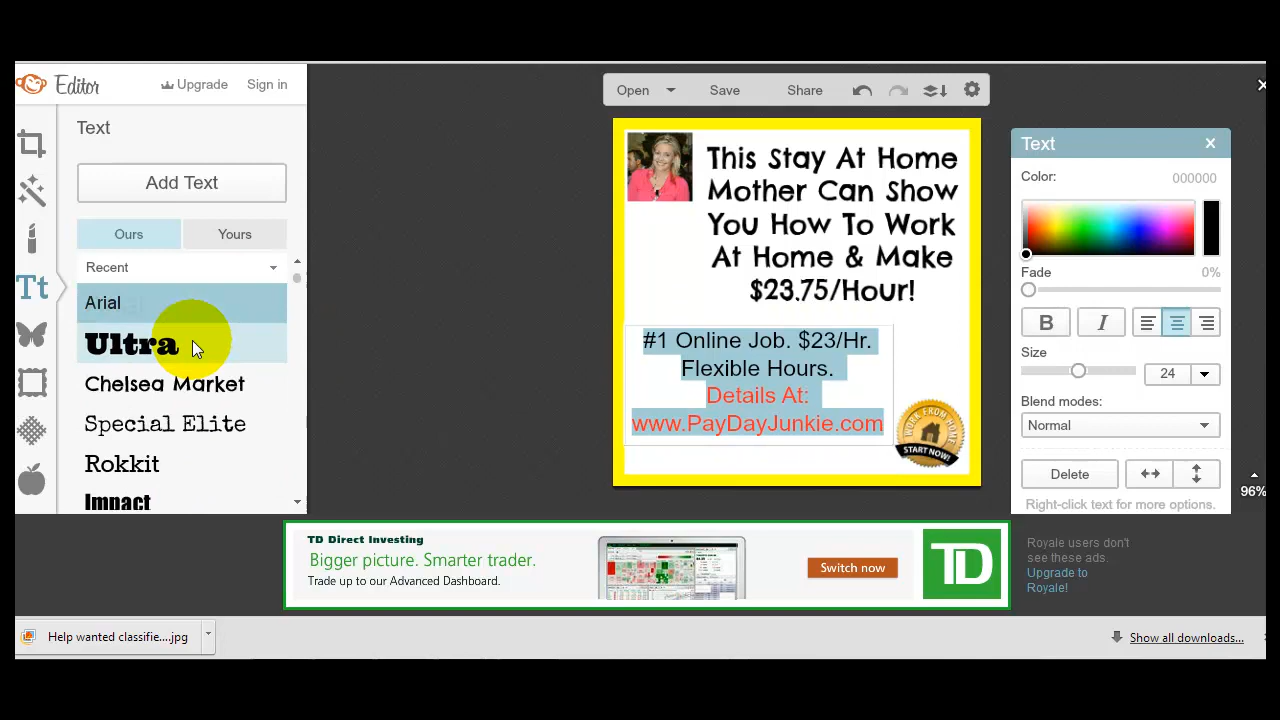 Editor
Upgrade
Sign in
Text
Add Text
Ours
Yours
Recent
Arial
Ultra
Chelsea Market
Special Elite
Rokkit
Impact
Tt
Open
Save
Share
This Stay At Home
Mother Can Show
You How To Work
At Home & Make
$23.75/Hour!
#1 Online Job. $23/Hr.
Flexible Hours.
Details At:
www.PayDayJunkie.com
WORK FROM HOME
START NOW!
Text
Color:
000000
Fade
0%
B
I
Size
24
Blend modes:
Normal
Delete
Right-click text for more options.
96%
TD Direct Investing
Bigger picture. Smarter trader.
Trade up to our Advanced Dashboard.
Switch now
TD
Royale users don't
see these ads.
Upgrade to
Royale!
Help wanted classifie....jpg
Show all downloads...